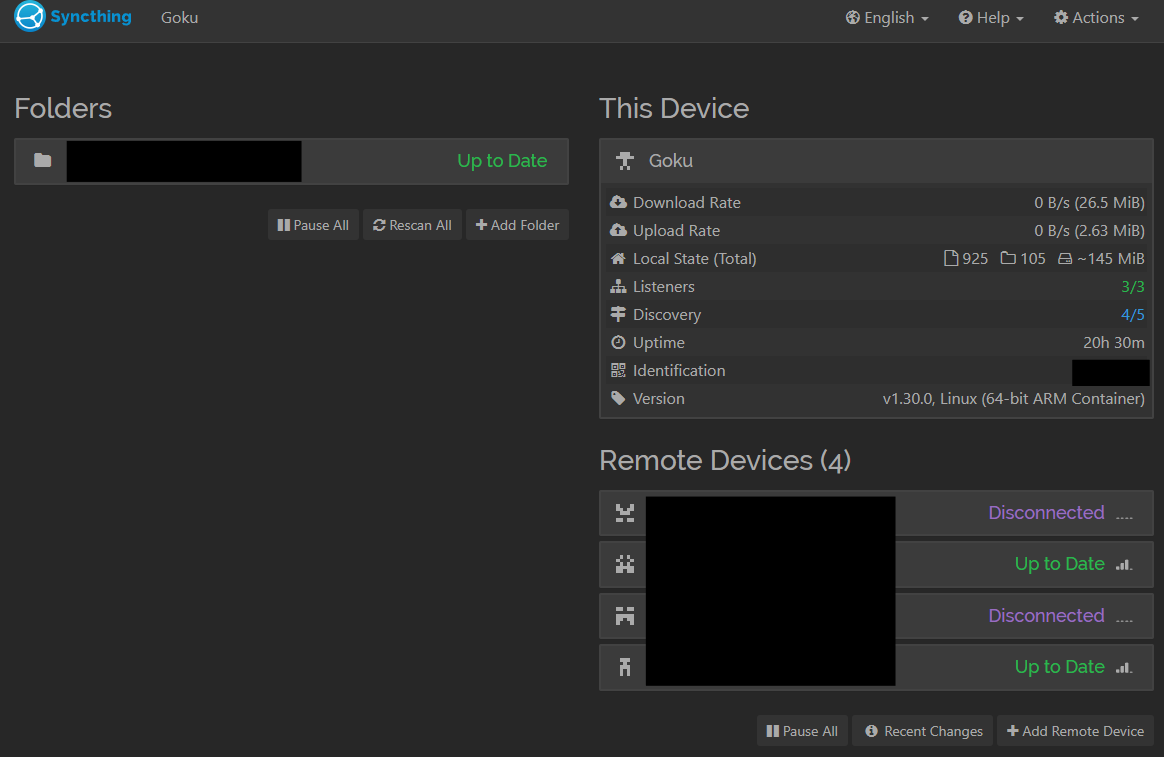 Syncthing Goku English Help Actions
Folders
Up to Date
Pause All Rescan All Add Folder
This Device
Goku
Download Rate 0 B/s (26.5 MiB)
Upload Rate 0 B/s (2.63 MiB)
Local State (Total) 925 105 ~145 MiB
Listeners 3/3
Discovery 4/5
Uptime 20h 30m
Identification
Version v1.30.0, Linux (64-bit ARM Container)
Remote Devices (4)
Disconnected
Up to Date
Disconnected
Up to Date
Pause All Recent Changes Add Remote Device